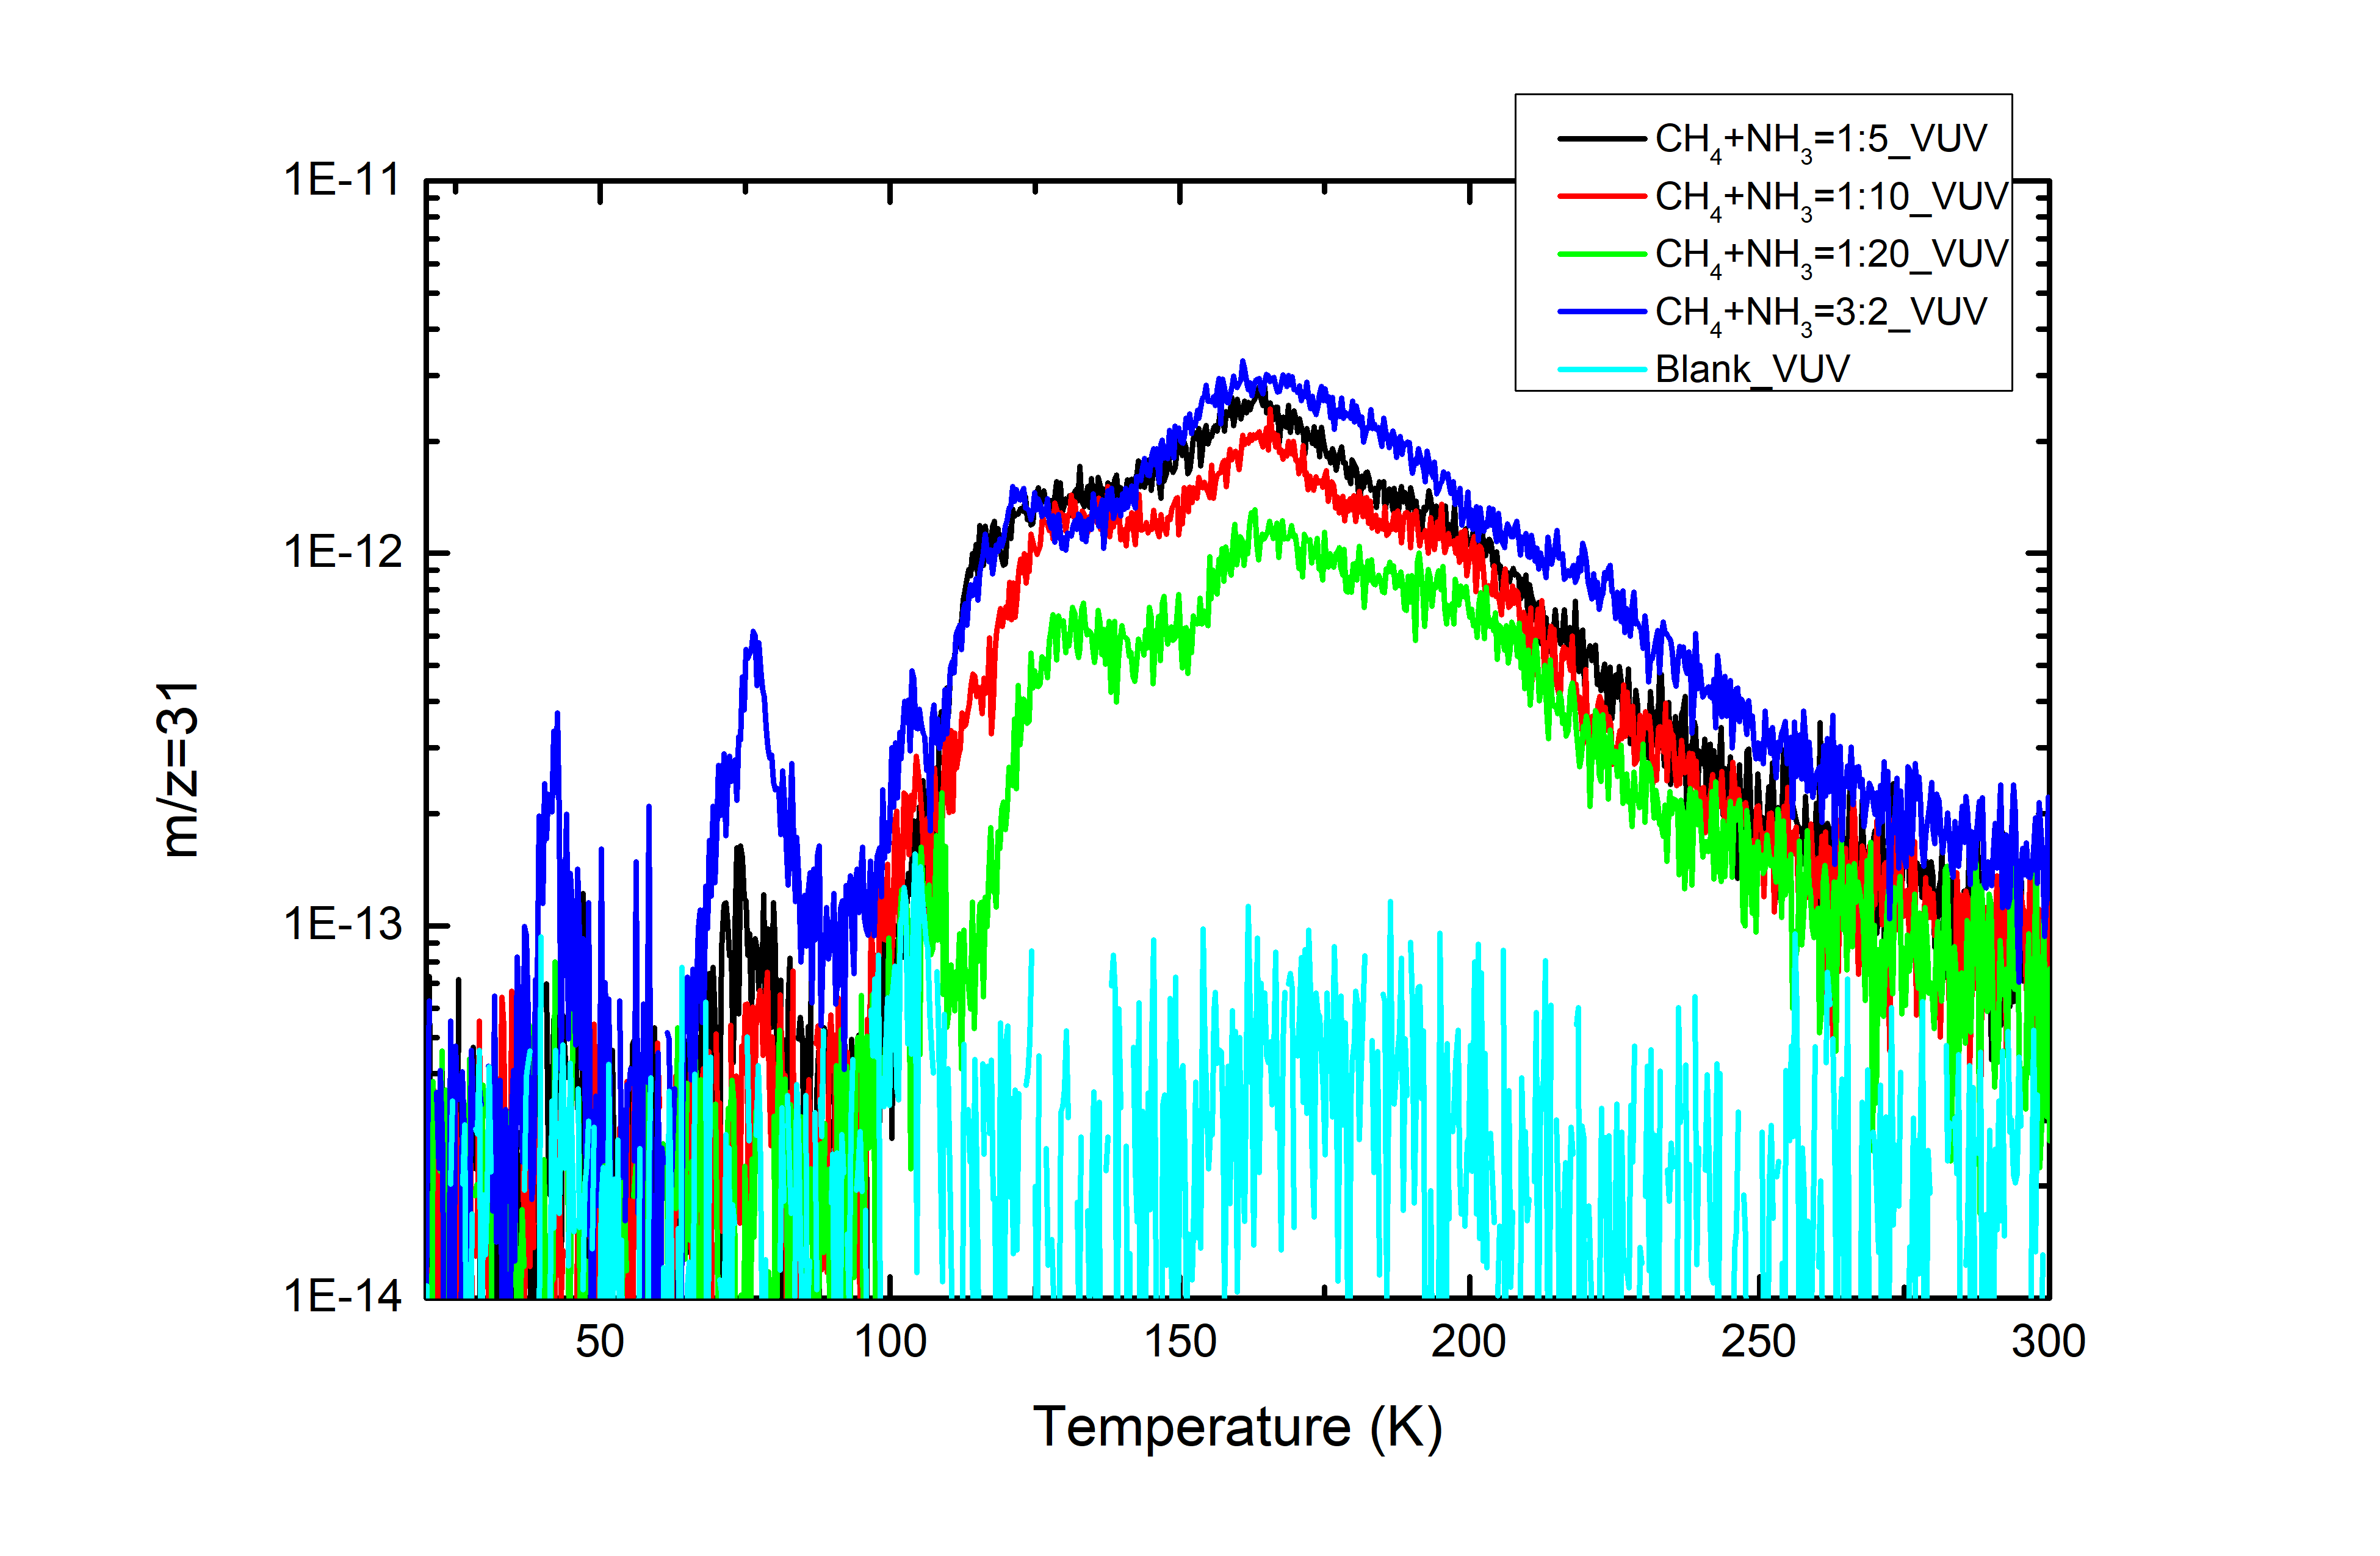 CH₄+NH₃=1:5_VUV
CH₄+NH₃=1:10_VUV
CH₄+NH₃=1:20_VUV
CH₄+NH₃=3:2_VUV
Blank_VUV
1E-11
1E-12
1E-13
1E-14
m/z=31
50 100 150 200 250 300
Temperature (K)